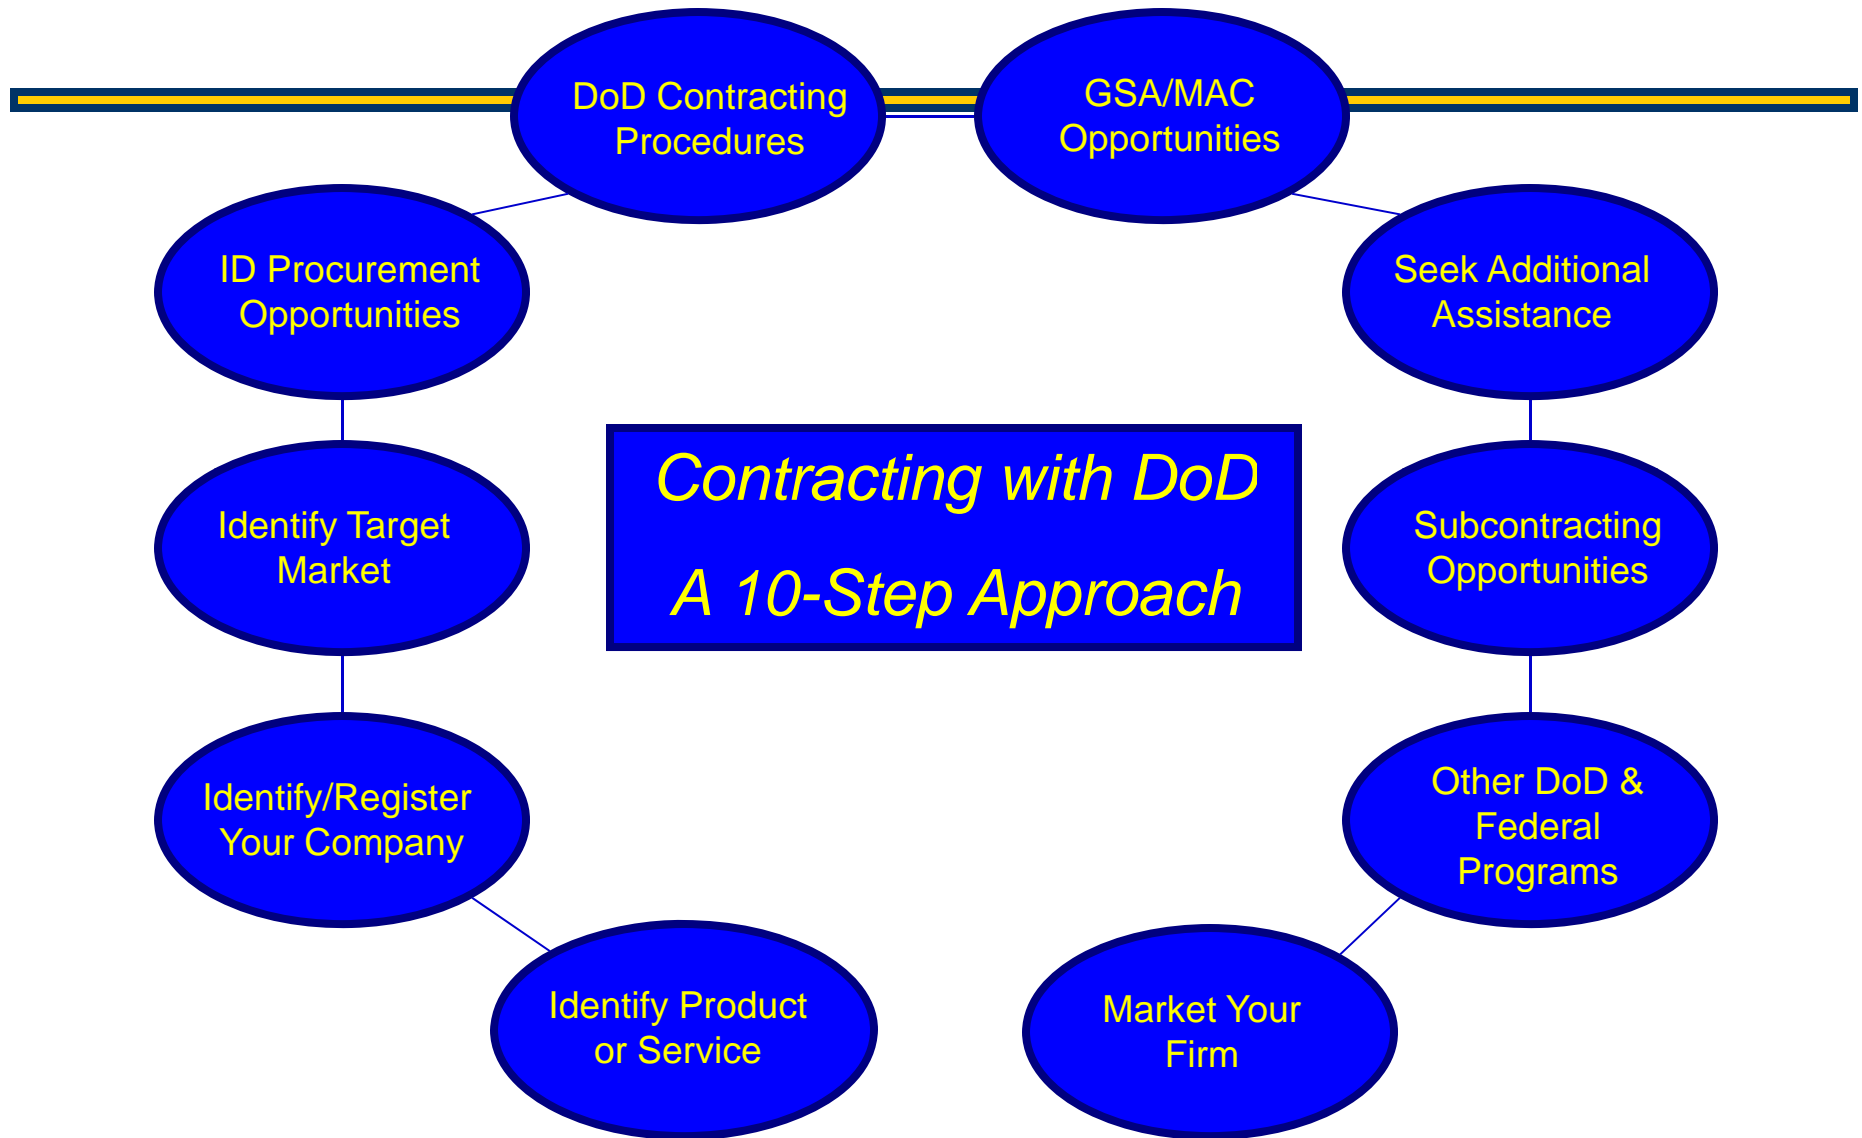 DoD Contracting
Procedures
GSA/MAC
Opportunities
ID Procurement
Opportunities
Seek Additional
Assistance
Contracting with DoD
A 10-Step Approach
Identify Target
Market
Subcontracting
Opportunities
Identify/Register
Your Company
Other DoD &
Federal
Programs
Identify Product
or Service
Market Your
Firm